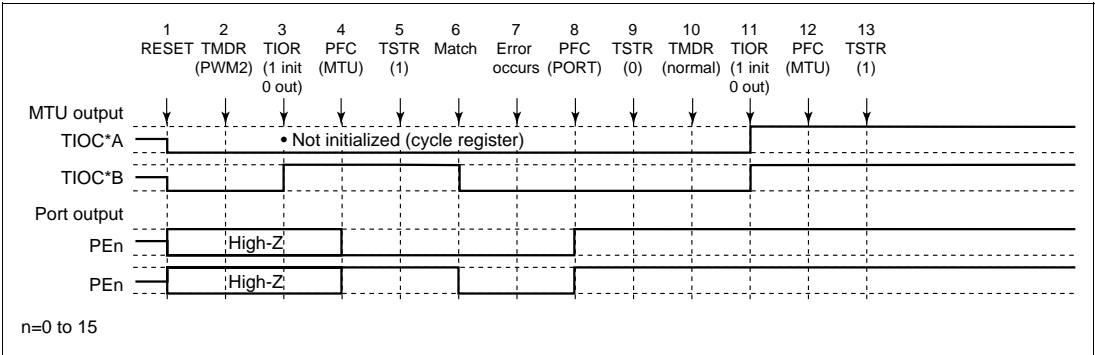 1 2 3 4 5 6 7 8 9 10 11 12 13
RESET TMDR TIOR PFC TSTR Match Error PFC TSTR TMDR TIOR PFC TSTR
(PWM2) (1 init (MTU) (1) occurs (PORT) (0) (normal) (1 init (MTU) (1)
0 out) 0 out)
MTU output
TIOC*A • Not initialized (cycle register)
TIOC*B
Port output
PEn High-Z
PEn High-Z
n=0 to 15